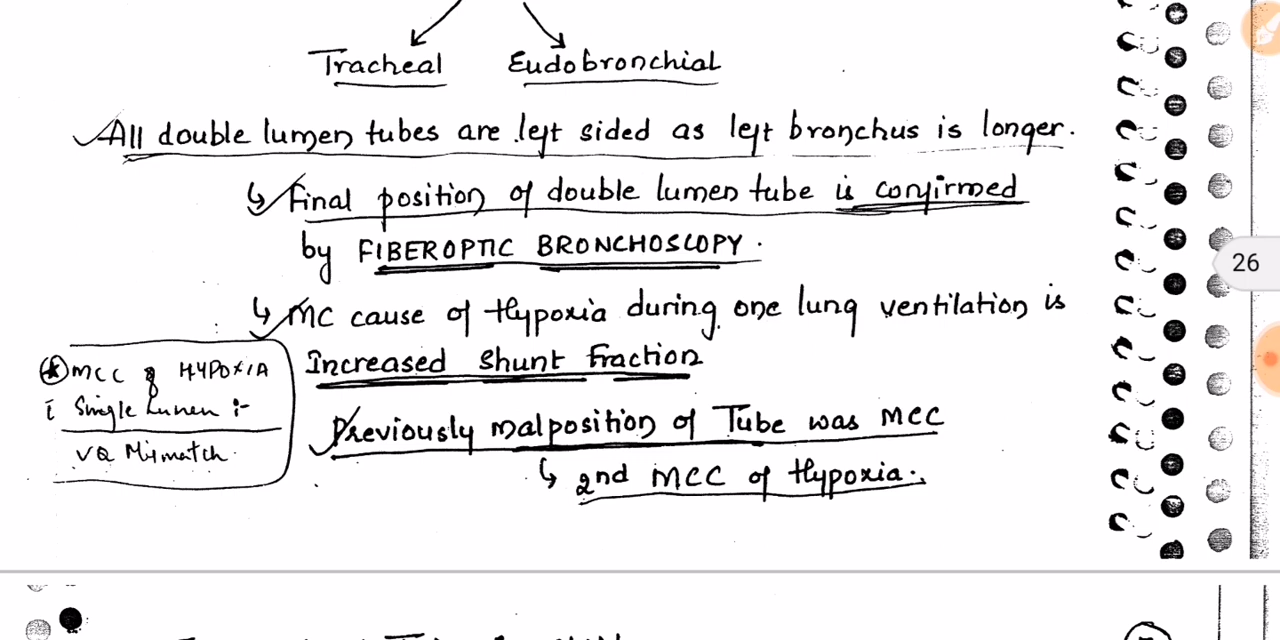 Tracheal Eudobronchial
All double lumen tubes are left sided as left bronchus is longer.
Final position of double lumen tube is confirmed
by FIBEROPTIC BRONCHOSCOPY.
MC cause of Hypoxia during one lung ventilation is
Increased Shunt Fraction
Previously malposition of Tube was MCC
2nd MCC of Hypoxia.
MCC of HYPOXIA
ī Single Lumen :-
VQ Mismatch.
26